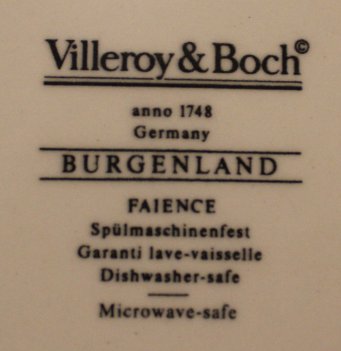 Villeroy & Boch©
anno 1748
Germany
BURGENLAND
FAIENCE
Spülmaschinenfest
Garanti lave-vaisselle
Dishwasher-safe
Microwave-safe